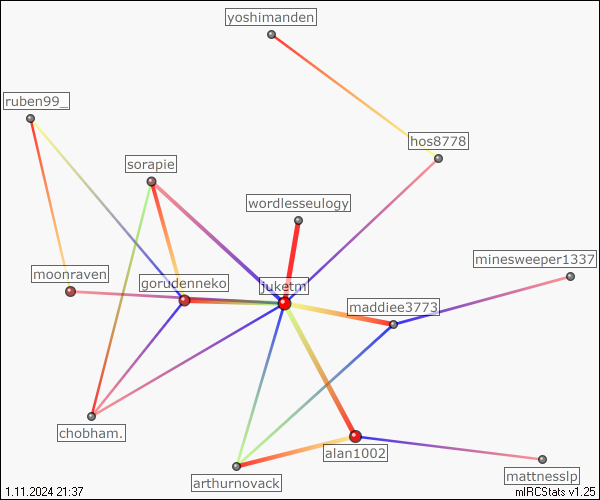 yoshimanden
ruben99_
hos8778
sorapie
wordlesseulogy
minesweeper1337
moonraven
gorudenneko
juketm
maddiee3773
chobham.
alan1002
arthurnovack
mattnesslp
1.11.2024 21:37
mIRCStats v1.25